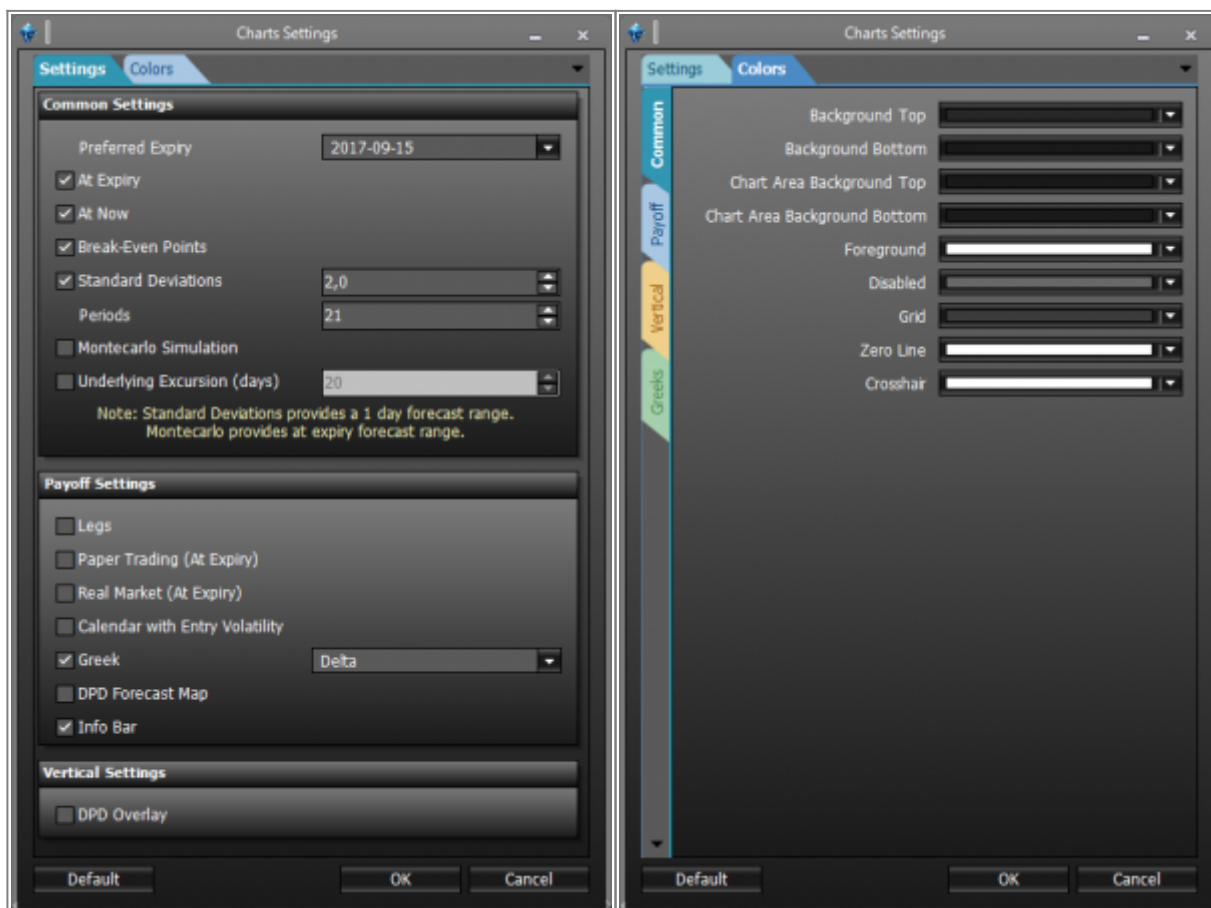 Charts Settings
Settings Colors
Common Settings
Preferred Expiry 2017-09-15
At Expiry
At Now
Break-Even Points
Standard Deviations 2,0
Periods 21
Montecarlo Simulation
Underlying Excursion (days) 20
Note: Standard Deviations provides a 1 day forecast range.
Montecarlo provides at expiry forecast range.
Payoff Settings
Legs
Paper Trading (At Expiry)
Real Market (At Expiry)
Calendar with Entry Volatility
Greek Delta
DPD Forecast Map
Info Bar
Vertical Settings
DPD Overlay
Default OK Cancel
Charts Settings
Settings Colors
Common
Payoff
Vertical
Greeks
Background Top
Background Bottom
Chart Area Background Top
Chart Area Background Bottom
Foreground
Disabled
Grid
Zero Line
Crosshair
Default OK Cancel